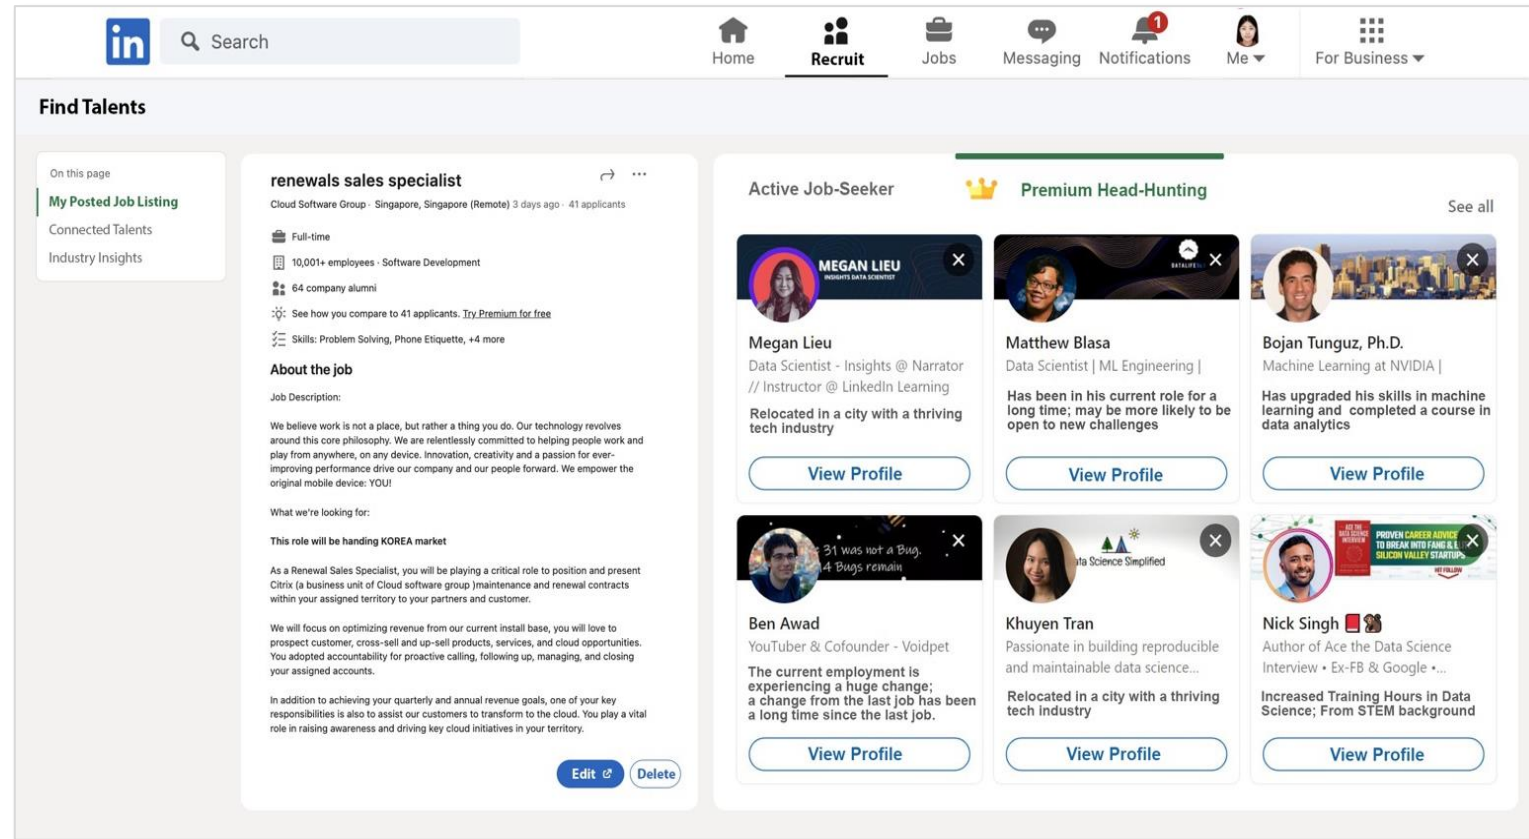 in
Search
Home
Recruit
Jobs
Messaging
1
Notifications
Me
For Business
Find Talents
On this page
My Posted Job Listing
Connected Talents
Industry Insights
renewals sales specialist
Cloud Software Group · Singapore, Singapore (Remote) 3 days ago · 41 applicants
Full-time
10,001+ employees · Software Development
64 company alumni
See how you compare to 41 applicants. Try Premium for free
Skills: Problem Solving, Phone Etiquette, +4 more
About the job
Job Description:
We believe work is not a place, but rather a thing you do. Our technology revolves
around this core philosophy. We are relentlessly committed to helping people work and
play from anywhere, on any device. Innovation, creativity and a passion for ever-
improving performance drive our company and our people forward. We empower the
original mobile device: YOU!
What we're looking for:
This role will be handing KOREA market
As a Renewal Sales Specialist, you will be playing a critical role to position and present
Citrix (a business unit of Cloud software group )maintenance and renewal contracts
within your assigned territory to your partners and customer.
We will focus on optimizing revenue from our current install base, you will love to
prospect customer, cross-sell and up-sell products, services, and cloud opportunities.
You adopted accountability for proactive calling, following up, managing, and closing
your assigned accounts.
In addition to achieving your quarterly and annual revenue goals, one of your key
responsibilities is also to assist our customers to transform to the cloud. You play a vital
role in raising awareness and driving key cloud initiatives in your territory.
Edit
Delete
Active Job-Seeker
Premium Head-Hunting
See all
MEGAN LIEU
INSIGHTS DATA SCIENTIST
Megan Lieu
Data Scientist - Insights @ Narrator
// Instructor @ LinkedIn Learning
Relocated in a city with a thriving
tech industry
View Profile
Matthew Blasa
Data Scientist | ML Engineering |
Has been in his current role for a
long time; may be more likely to be
open to new challenges
View Profile
Bojan Tunguz, Ph.D.
Machine Learning at NVIDIA |
Has upgraded his skills in machine
learning and completed a course in
data analytics
View Profile
31 was not a Bug.
4 Bugs remain
Ben Awad
YouTuber & Cofounder - Voidpet
The current employment is
experiencing a huge change;
a change from the last job has been
a long time since the last job.
View Profile
ta Science Simplified
Khuyen Tran
Passionate in building reproducible
and maintainable data science...
Relocated in a city with a thriving
tech industry
View Profile
ACE THE
DATA SCIENCE
INTERVIEW
PROVEN CAREER ADVICE
TO BREAK INTO FANG &
SILICON VALLEY STARTUPS
HIT FOLLOW
Nick Singh
Author of Ace the Data Science
Interview • Ex-FB & Google •...
Increased Training Hours in Data
Science; From STEM background
View Profile